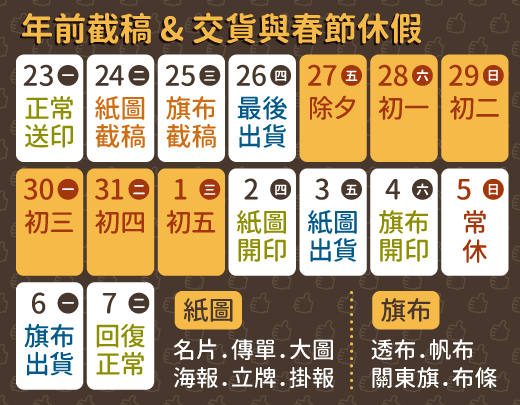 年前截稿 & 交貨與春節休假
23 一 24 二 25 三 26 四 27 五 28 六 29 日
正常 紙圖 旗布 最後 除夕 初一 初二
送印 截稿 截稿 出貨
30 一 31 二 1 三 2 四 3 五 4 六 5 日
初三 初四 初五 紙圖 紙圖 旗布 常
開印 出貨 開印 休
6 一 7 二 紙圖 旗布
旗布 回復 名片.傳單.大圖 透布.帆布
出貨 正常 海報.立牌.掛報 關東旗.布條